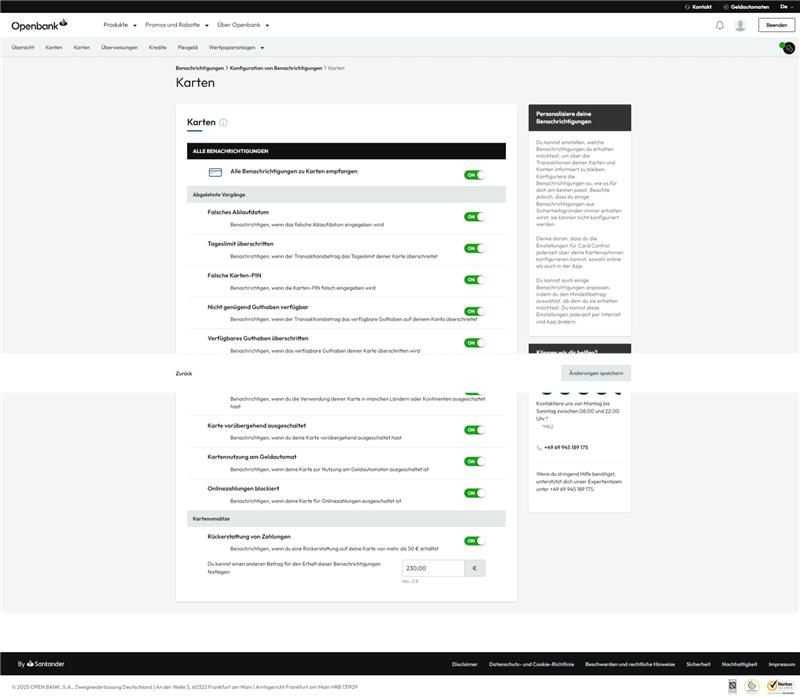 Kontakt
Geldautomaten
De
Openbank
Produkte
Promos und Rabatte
Über Openbank
Beenden
Übersicht
Konten
Karten
Überweisungen
Kredite
Flexgeld
Wertpapieranlagen
Benachrichtigungen > Konfiguration von Benachrichtigungen > Karten
Karten
Karten
ALLE BENACHRICHTIGUNGEN
Alle Benachrichtigungen zu Karten empfangen
ON
Abgelehnte Vorgänge
Falsches Ablaufdatum
ON
Benachrichtigen, wenn das falsche Ablaufdatum eingegeben wird
Tageslimit überschritten
ON
Benachrichtigen, wenn der Transaktionsbetrag das Tageslimit deiner Karte überschreitet
Falsche Karten-PIN
ON
Benachrichtigen, wenn die Karten-PIN falsch eingegeben wird
Nicht genügend Guthaben verfügbar
ON
Benachrichtigen, wenn der Transaktionsbetrag das verfügbare Guthaben auf deinem Konto überschreitet
Verfügbares Guthaben überschritten
ON
Benachrichtigen, wenn das verfügbare Guthaben deiner Karte überschritten wird
Personalisiere deine
Benachrichtigungen
Du kannst einstellen, welche
Benachrichtigungen du erhalten
möchtest, um über die
Transaktionen deiner Karten und
Konten informiert zu bleiben.
Konfiguriere die
Benachrichtigungen so, wie es für
dich am besten passt. Beachte
jedoch, dass du einige
Benachrichtigungen aus
Sicherheitsgründen immer erhalten
wirst: sie können nicht konfiguriert
werden.
Denke daran, dass du die
Einstellungen für Card Control
jederzeit über deine Kartenoptionen
konfigurieren kannst, sowohl online
als auch in der App.
Du kannst auch einige
Benachrichtigungen anpassen,
indem du den Mindestbetrag
auswählst, ab dem du sie erhalten
möchtest. Du kannst diese
Einstellungen jederzeit per Internet
und App ändern.
Können wir dir helfen?
Zurück
Änderungen speichern
Benachrichtigen, wenn du die Verwendung deiner Karte in manchen Ländern oder Kontinenten ausgeschaltet
hast
Karte vorübergehend ausgeschaltet
ON
Benachrichtigen, wenn du deine Karte vorübergehend ausgeschaltet hast
Kartennutzung am Geldautomat
ON
Benachrichtigen, wenn deine Karte zur Nutzung am Geldautomaten ausgeschaltet ist
Onlinezahlungen blockiert
ON
Benachrichtigen, wenn deine Karte für Onlinezahlungen ausgeschaltet ist
Kartenumsätze
Rückerstattung von Zahlungen
ON
Benachrichtigen, wenn du eine Rückerstattung auf deine Karte von mehr als 50 € erhältst
Du kannst einen anderen Betrag für den Erhalt dieser Benachrichtigungen
festlegen
230,00
€
Min. 0 €
Kontaktiere uns von Montag bis
Sonntag zwischen 08:00 und 22:00
Uhr.*
*MEZ
+49 69 945 189 175
Wenn du dringend Hilfe benötigst,
unterstützt dich unser Expertenteam
unter +49 69 945 189 175.
By Santander
Disclaimer
Datenschutz- und Cookie-Richtlinie
Beschwerden und rechtliche Hinweise
Sicherheit
Nachhaltigkeit
Impressum
© 2025 OPEN BANK, S.A., Zweigniederlassung Deutschland | An der Welle 5, 60322 Frankfurt am Main | Amtsgericht Frankfurt am Main HRB 131929
Norton